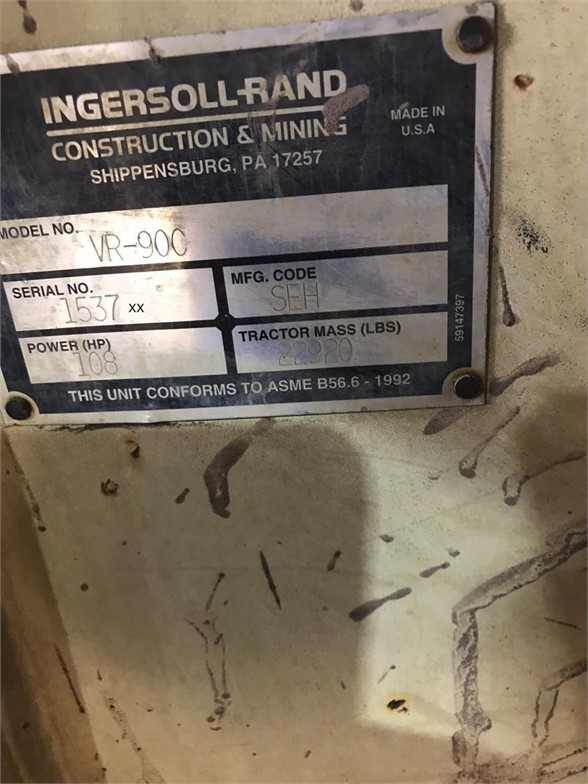 INGERSOLL-RAND
CONSTRUCTION & MINING
SHIPPENSBURG, PA 17257
MADE IN
U.S.A
MODEL NO. VR-90C
SERIAL NO. 1537 xx
MFG. CODE SEH
POWER (HP) 108
TRACTOR MASS (LBS) 22920
THIS UNIT CONFORMS TO ASME B56.6 - 1992
59147397